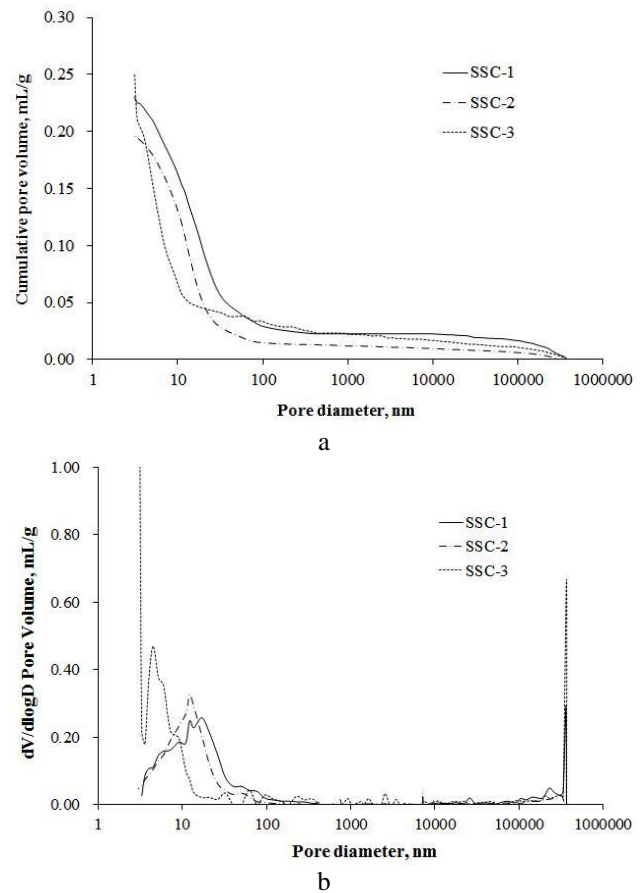 0.30
0.25
0.20
0.15
0.10
0.05
0.00
Cumulative pore volume, mL/g
SSC-1
SSC-2
SSC-3
1 10 100 1000 10000 100000 1000000
Pore diameter, nm
a
1.00
0.80
0.60
0.40
0.20
0.00
dV/dlogD Pore Volume, mL/g
SSC-1
SSC-2
SSC-3
1 10 100 1000 10000 100000 1000000
Pore diameter, nm
b